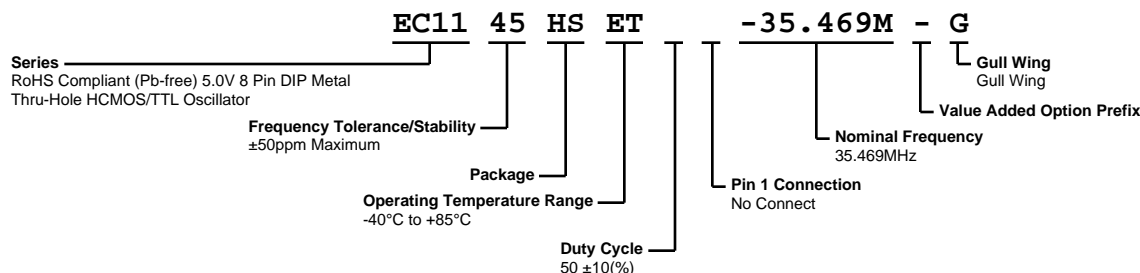 EC11 45 HS ET -35.469M - G
Series
RoHS Compliant (Pb-free) 5.0V 8 Pin DIP Metal
Thru-Hole HCMOS/TTL Oscillator
Gull Wing
Gull Wing
Value Added Option Prefix
Frequency Tolerance/Stability
±50ppm Maximum
Nominal Frequency
35.469MHz
Package
Pin 1 Connection
No Connect
Operating Temperature Range
-40°C to +85°C
Duty Cycle
50 ±10(%)